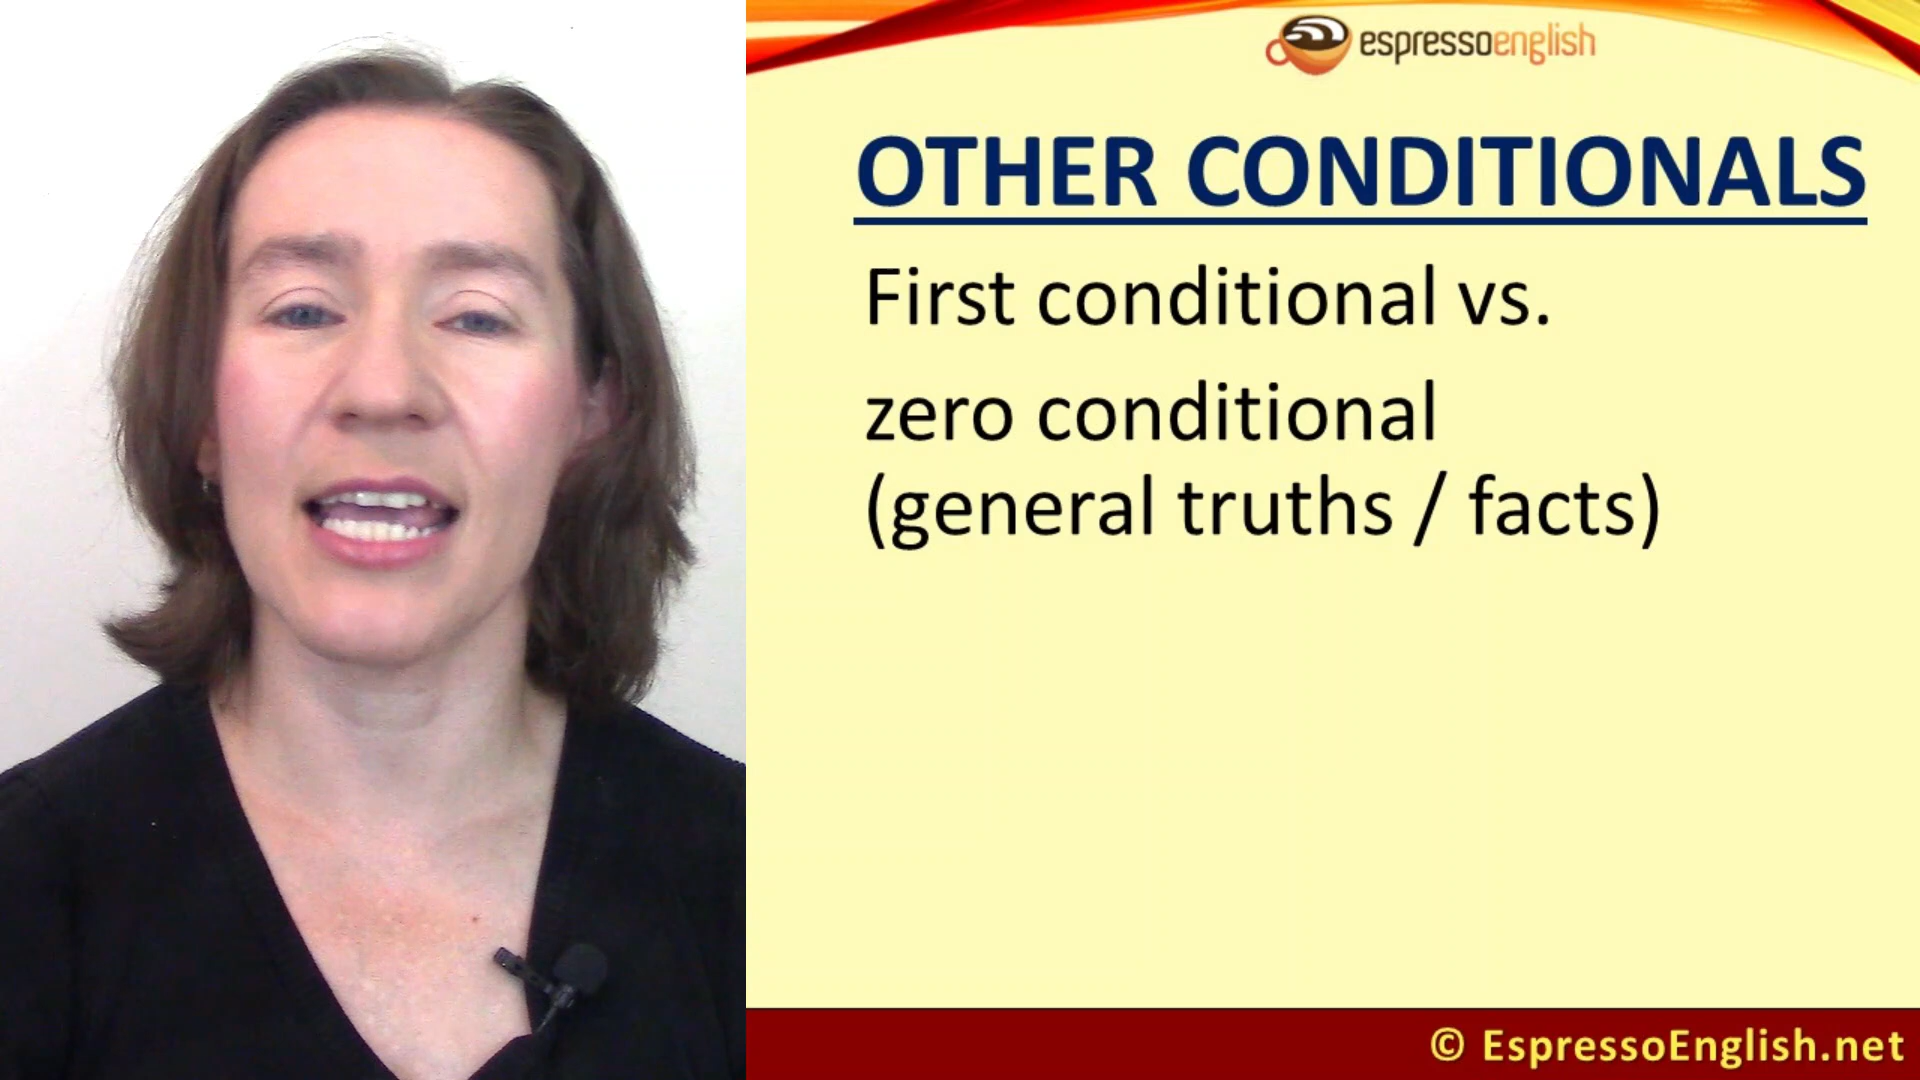 espressoenglish
OTHER CONDITIONALS
First conditional vs.
zero conditional
(general truths / facts)
© EspressoEnglish.net